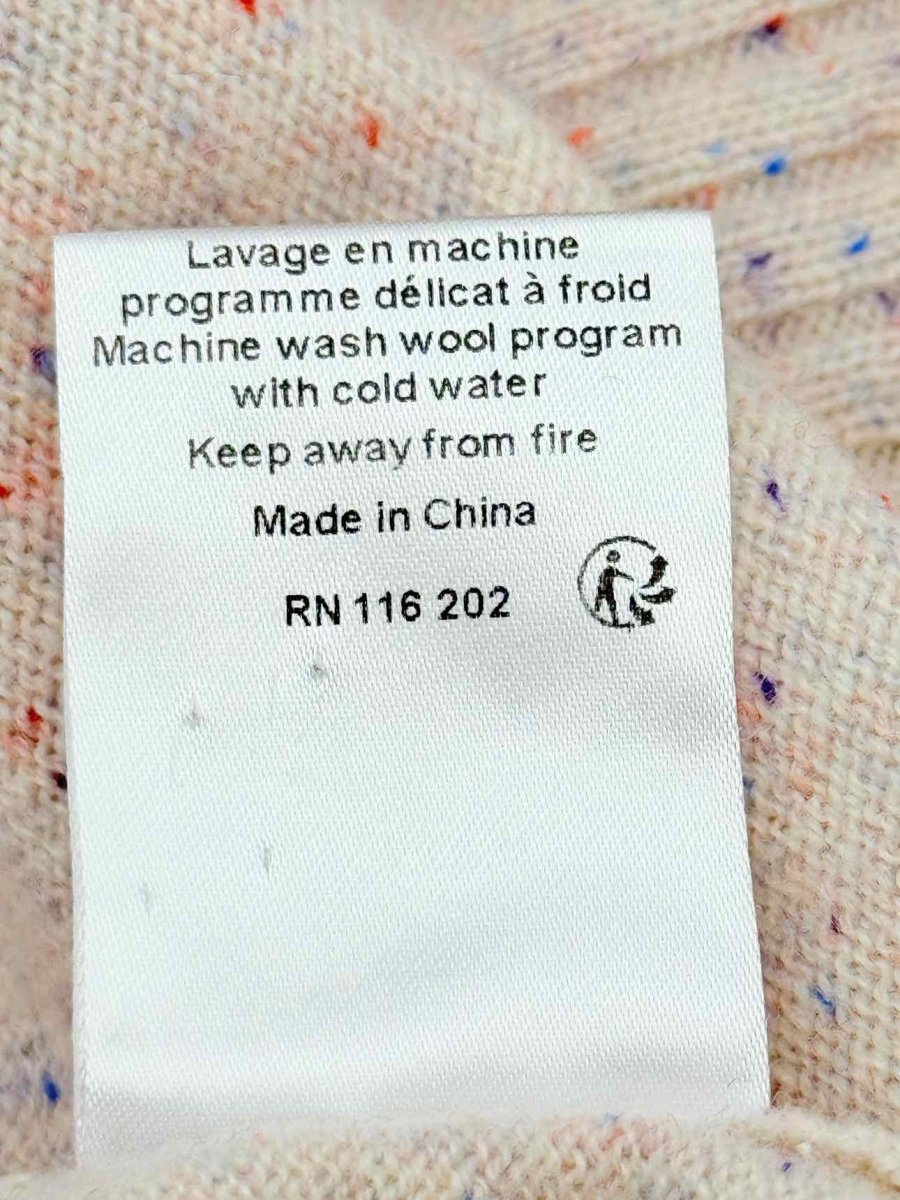 Lavage en machine
programme délicat à froid
Machine wash wool program
with cold water
Keep away from fire
Made in China
RN 116 202